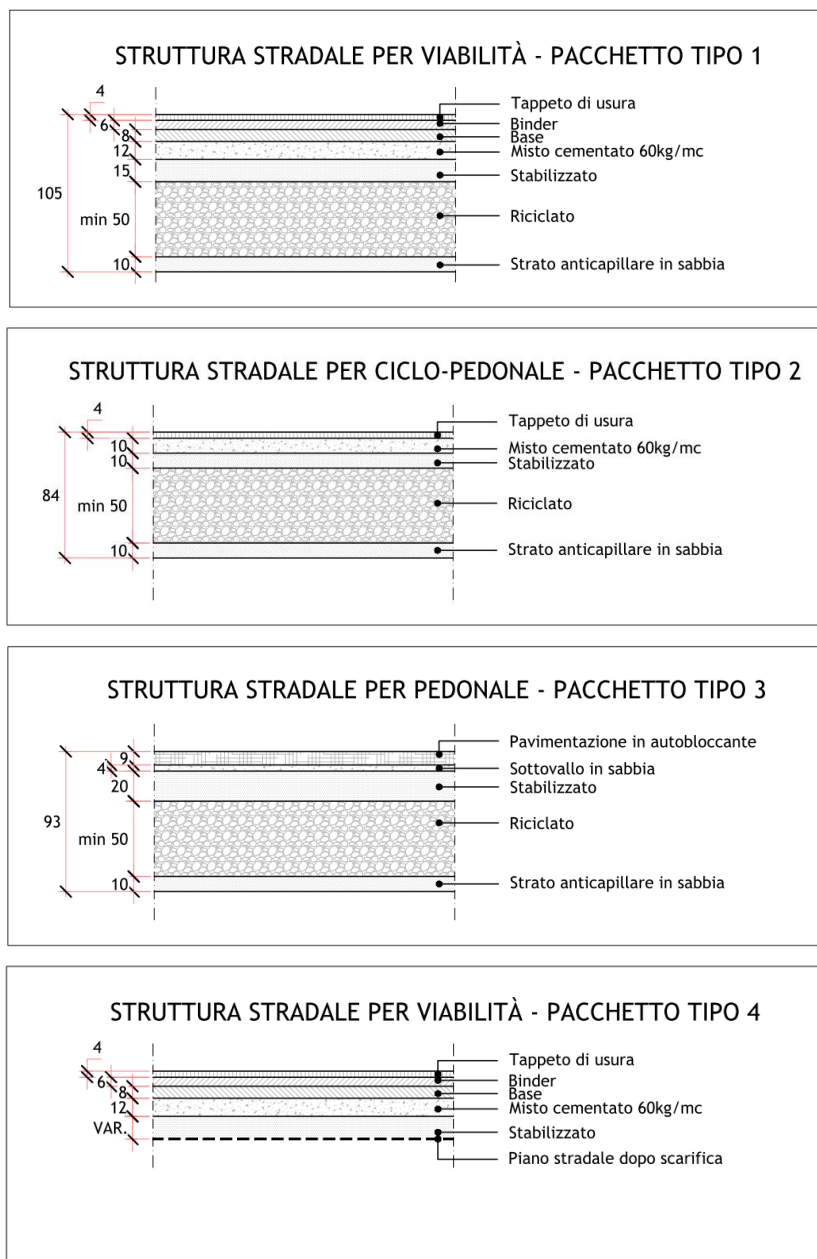 STRUTTURA STRADALE PER VIABILITÀ - PACCHETTO TIPO 1
4
Tappeto di usura
6
Binder
8
Base
12
Misto cementato 60kg/mc
15
Stabilizzato
105
min 50
Riciclato
10
Strato anticapillare in sabbia
STRUTTURA STRADALE PER CICLO-PEDONALE - PACCHETTO TIPO 2
4
Tappeto di usura
10
Misto cementato 60kg/mc
10
Stabilizzato
84
min 50
Riciclato
10
Strato anticapillare in sabbia
STRUTTURA STRADALE PER PEDONALE - PACCHETTO TIPO 3
Pavimentazione in autobloccante
9
4
Sottovallo in sabbia
20
Stabilizzato
93
min 50
Riciclato
10
Strato anticapillare in sabbia
STRUTTURA STRADALE PER VIABILITÀ - PACCHETTO TIPO 4
4
Tappeto di usura
6
Binder
8
Base
12
Misto cementato 60kg/mc
VAR.
Stabilizzato
Piano stradale dopo scarifica